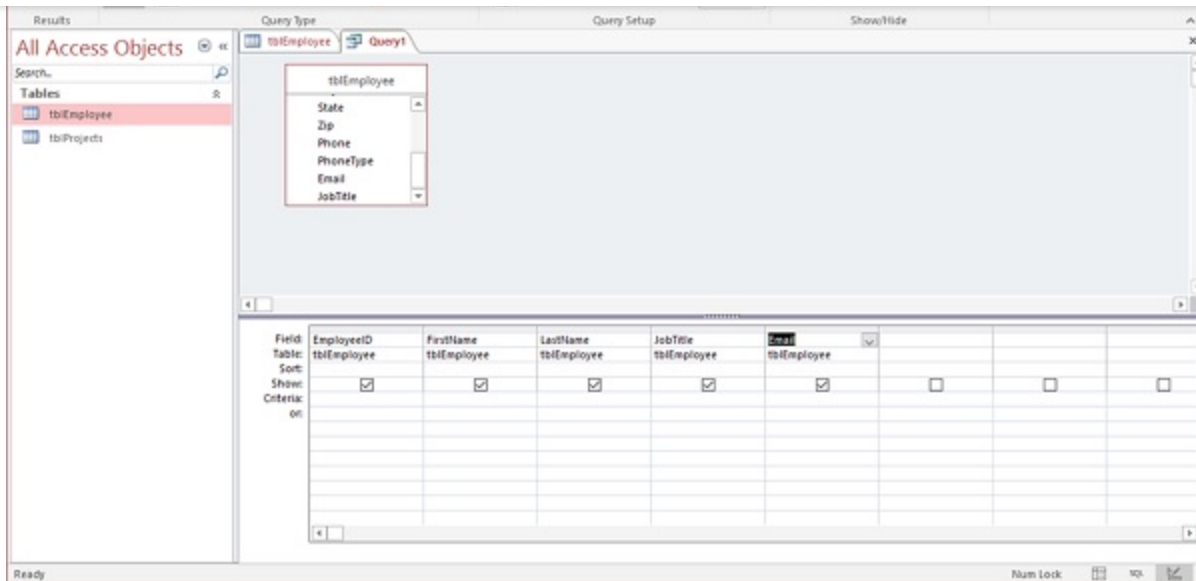 Results Query Type Query Setup Show/Hide
All Access Objects
Search...
Tables
tblEmployee
tblProjects
tblEmployee Query1
tblEmployee
State
Zip
Phone
PhoneType
Email
JobTitle
Field: EmployeeID FirstName LastName JobTitle Email
Table: tblEmployee tblEmployee tblEmployee tblEmployee tblEmployee
Sort:
Show:
Criteria:
or:
Ready Num Lock SQL